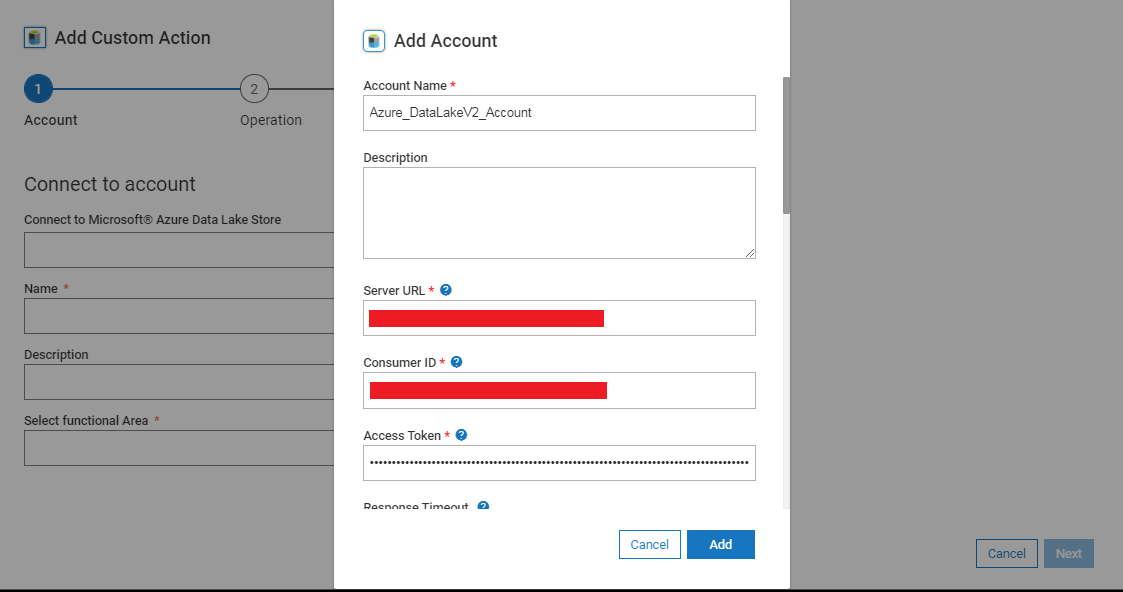 Add Custom Action
1
2
Account
Operation
Connect to account
Connect to Microsoft® Azure Data Lake Store
Name *
Description
Select functional Area *
Cancel
Next
Add Account
Account Name *
Azure_DataLakeV2_Account
Description
Server URL * ?
Consumer ID * ?
Access Token * ?
Response Timeout ?
Cancel
Add